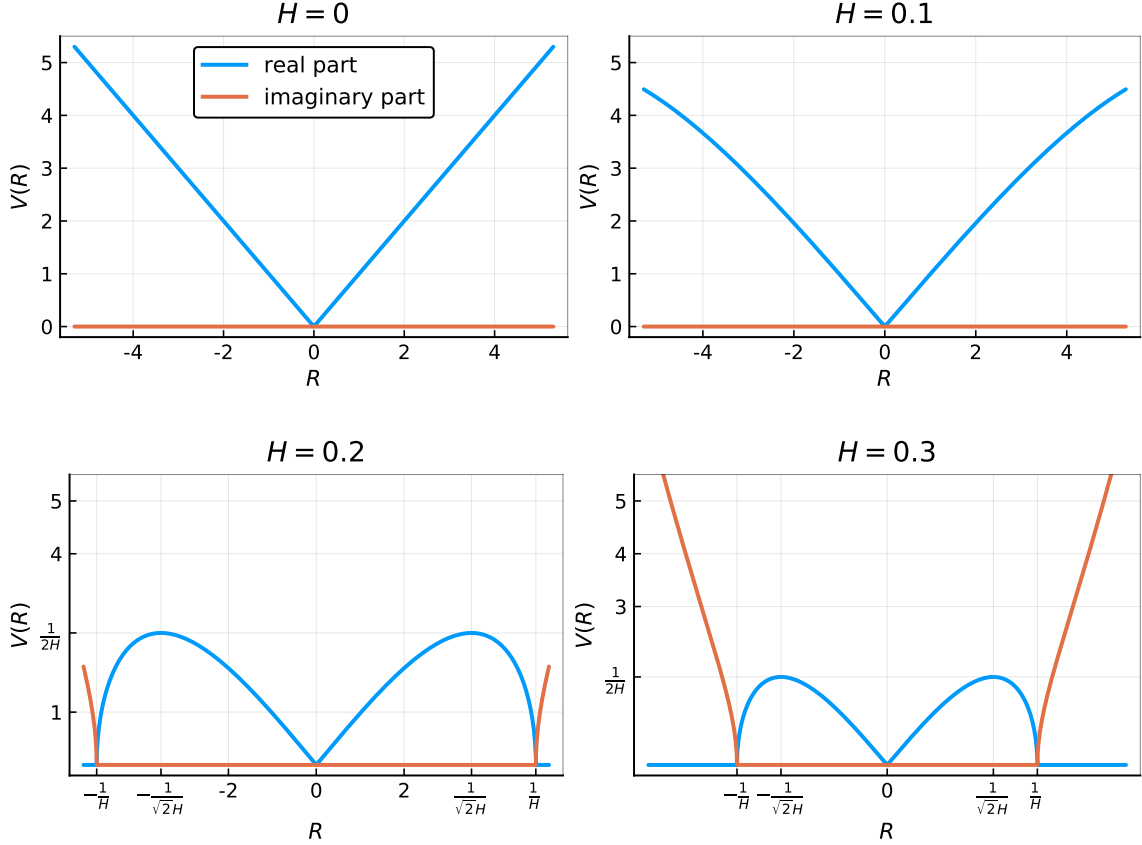 H = 0
real part
imaginary part
V(R)
5
4
3
2
1
0
-4 -2 0 2 4
R
H = 0.1
V(R)
5
4
3
2
1
0
-4 -2 0 2 4
R
H = 0.2
V(R)
5
4
1/2H
1
-1/H -1/√2H -2 0 2 1/√2H 1/H
R
H = 0.3
V(R)
5
4
3
1/2H
-1/H -1/√2H 0 1/√2H 1/H
R